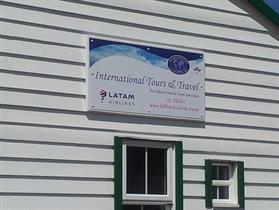 International Tours & Travel
The Falkland Islands Travel Specialists
LATAM
AIRLINES
www.falklandislands.travel